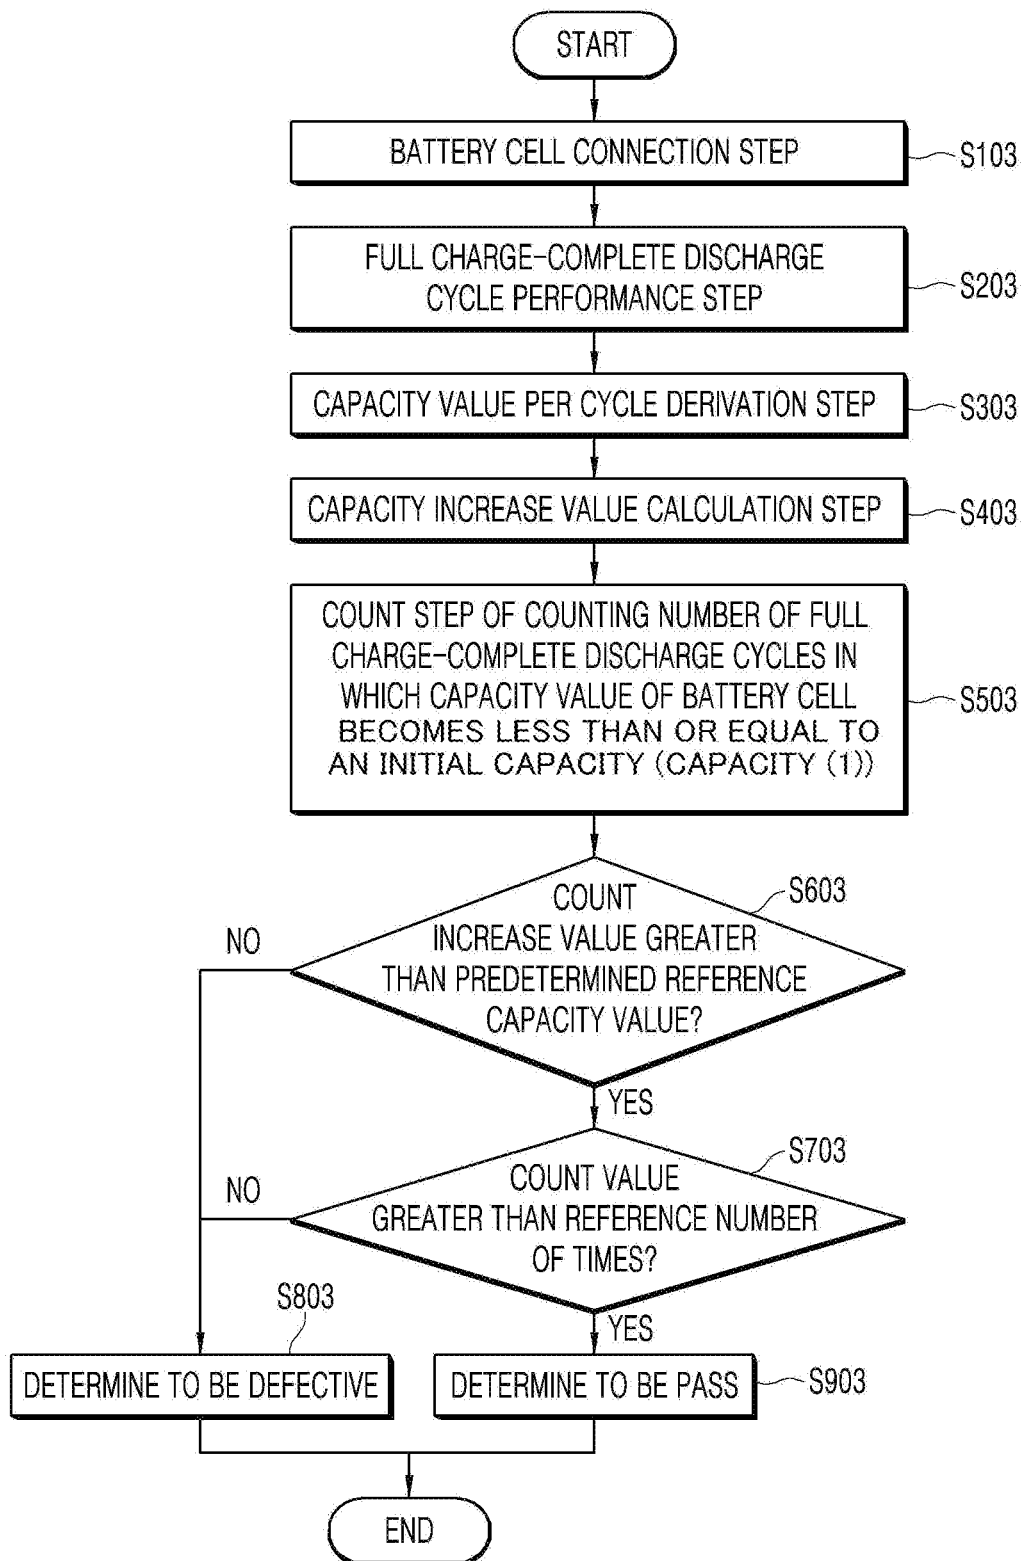 START
BATTERY CELL CONNECTION STEP
S103
FULL CHARGE-COMPLETE DISCHARGE
CYCLE PERFORMANCE STEP
S203
CAPACITY VALUE PER CYCLE DERIVATION STEP
S303
CAPACITY INCREASE VALUE CALCULATION STEP
S403
COUNT STEP OF COUNTING NUMBER OF FULL
CHARGE-COMPLETE DISCHARGE CYCLES IN
WHICH CAPACITY VALUE OF BATTERY CELL
BECOMES LESS THAN OR EQUAL TO
AN INITIAL CAPACITY (CAPACITY (1))
S503
COUNT
INCREASE VALUE GREATER
THAN PREDETERMINED REFERENCE
CAPACITY VALUE?
S603
NO
YES
COUNT VALUE
GREATER THAN REFERENCE NUMBER
OF TIMES?
S703
NO
YES
S803
DETERMINE TO BE DEFECTIVE
DETERMINE TO BE PASS
S903
END